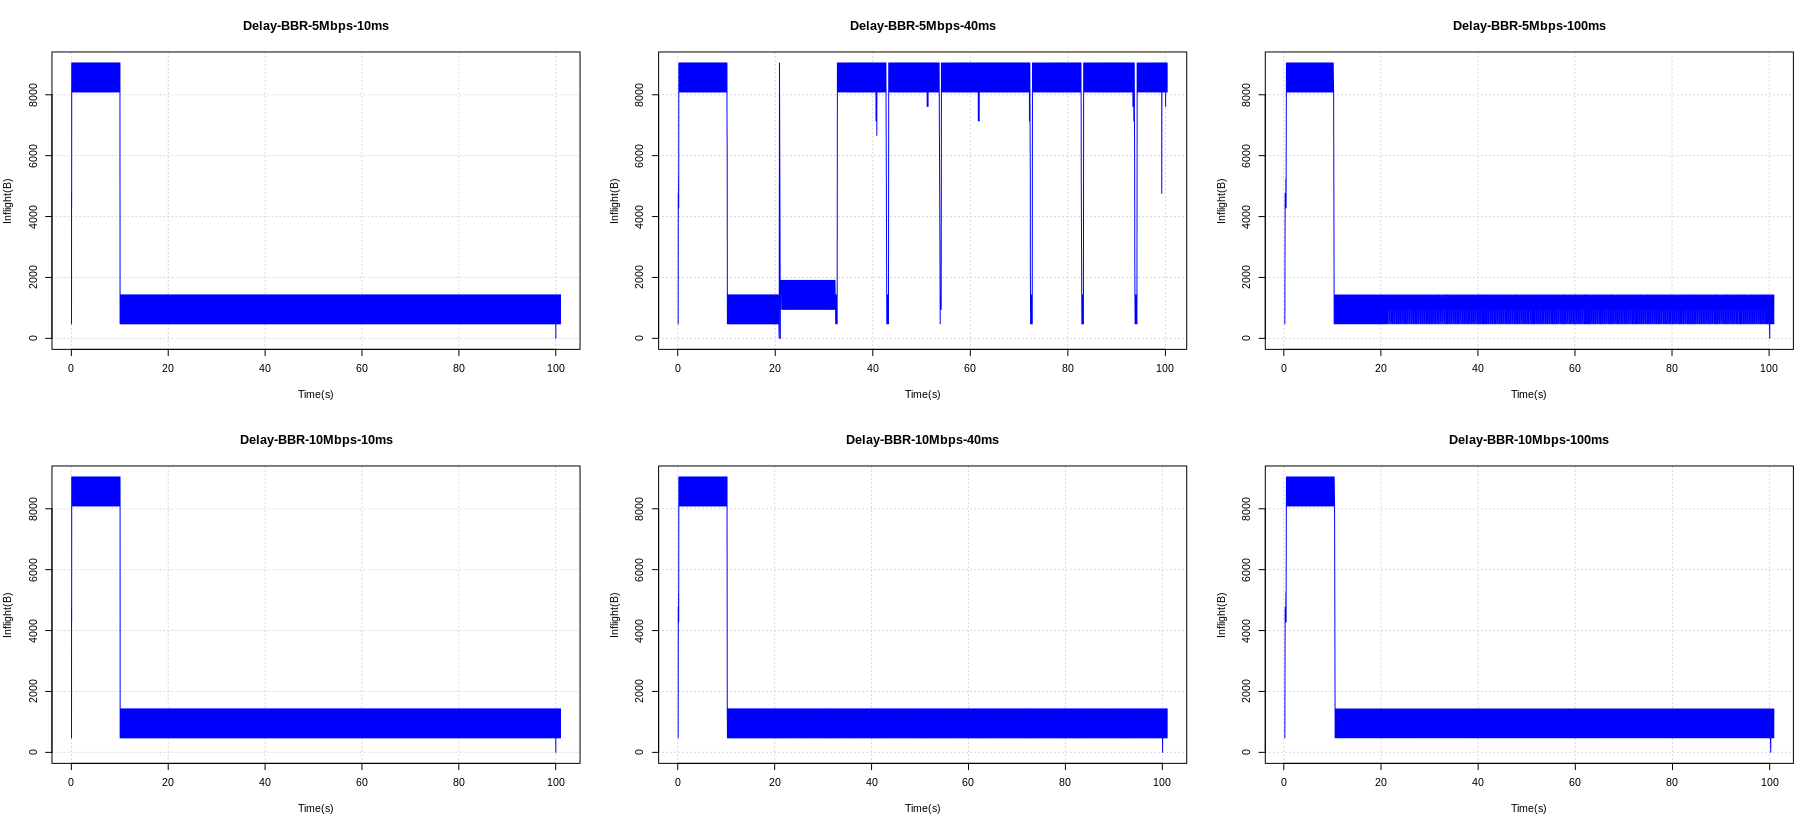 Delay-BBR-5Mbps-10ms
Inflight(B)
8000
6000
4000
2000
0
0 20 40 60 80 100
Time(s)
Delay-BBR-5Mbps-40ms
Inflight(B)
8000
6000
4000
2000
0
0 20 40 60 80 100
Time(s)
Delay-BBR-5Mbps-100ms
Inflight(B)
8000
6000
4000
2000
0
0 20 40 60 80 100
Time(s)
Delay-BBR-10Mbps-10ms
Inflight(B)
8000
6000
4000
2000
0
0 20 40 60 80 100
Time(s)
Delay-BBR-10Mbps-40ms
Inflight(B)
8000
6000
4000
2000
0
0 20 40 60 80 100
Time(s)
Delay-BBR-10Mbps-100ms
Inflight(B)
8000
6000
4000
2000
0
0 20 40 60 80 100
Time(s)